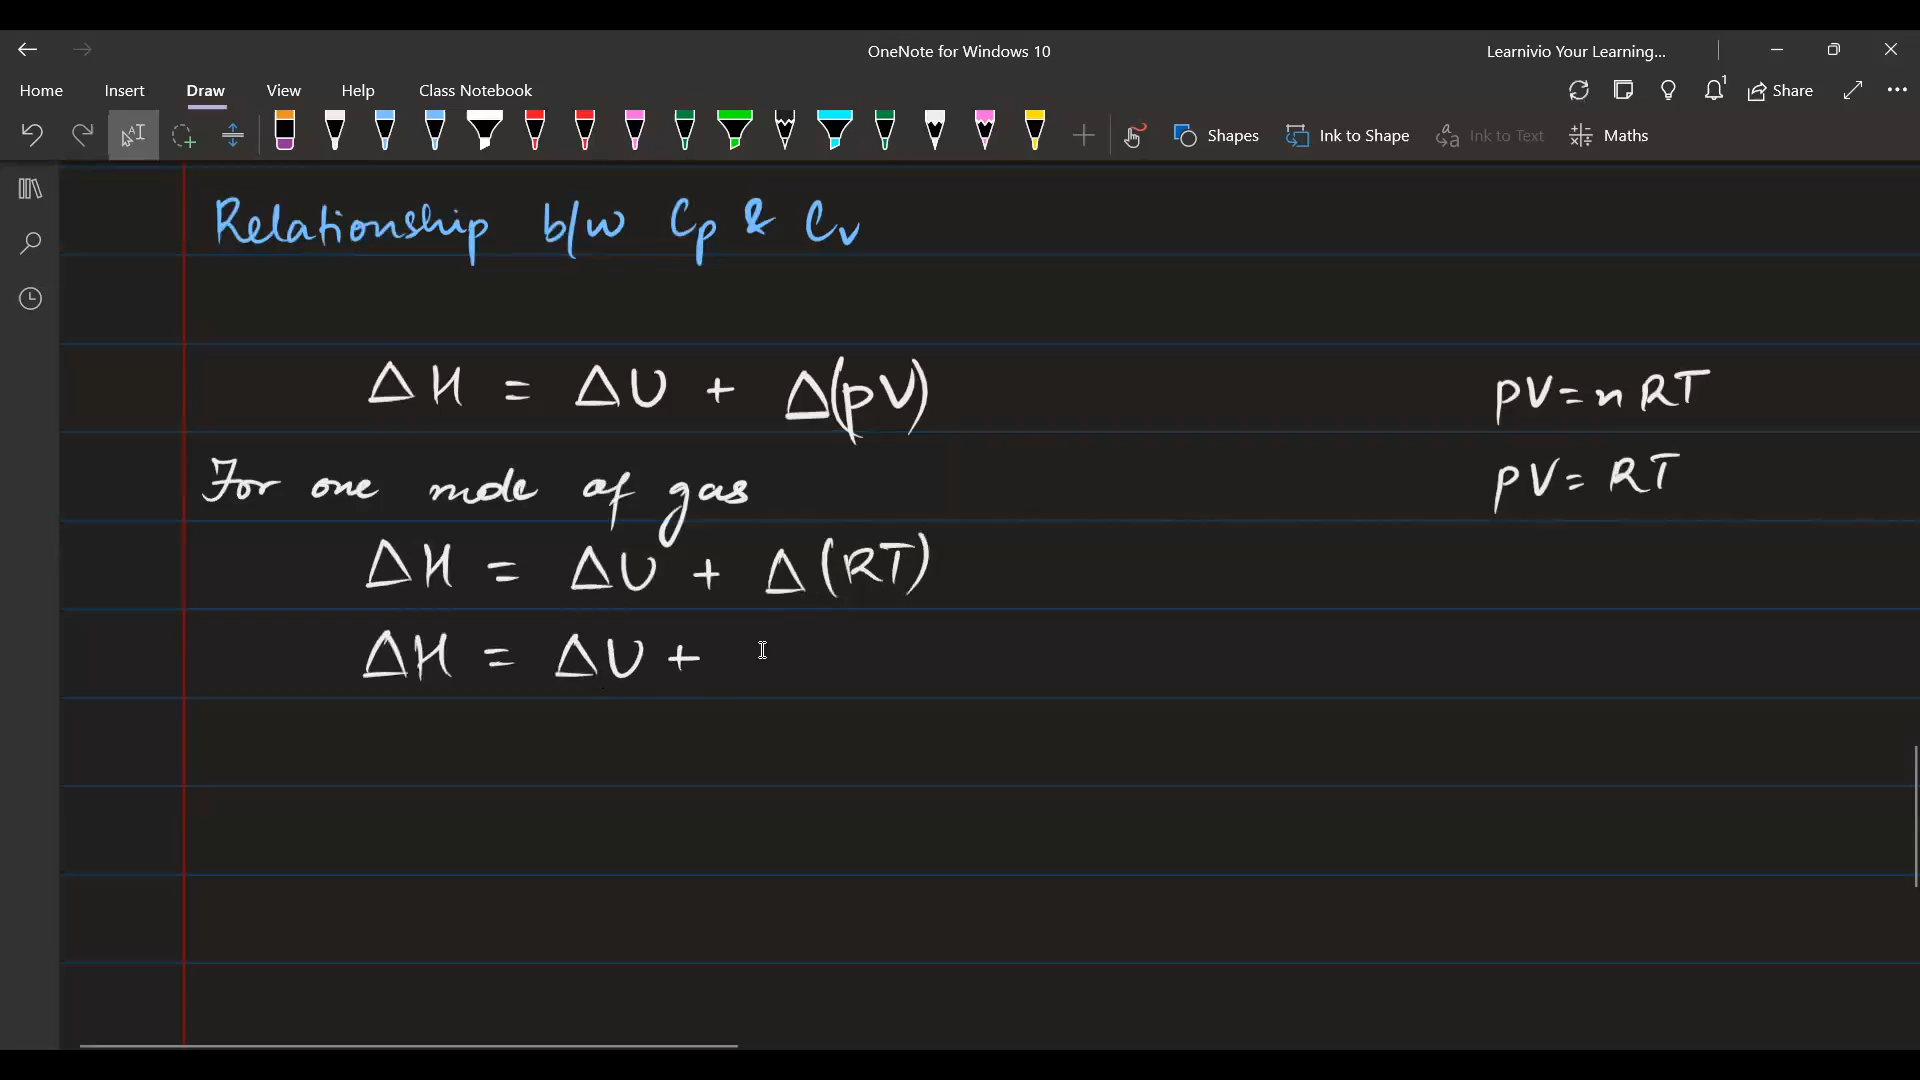 OneNote for Windows 10
Learnivio Your Learning...
Home Insert Draw View Help Class Notebook
1
Share
Shapes Ink to Shape Ink to Text Maths
Relationship b/w Cp & Cv
ΔH = ΔU + Δ(pV)
pV = nRT
For one mole of gas
pV = RT
ΔH = ΔU + Δ(RT)
ΔH = ΔU +